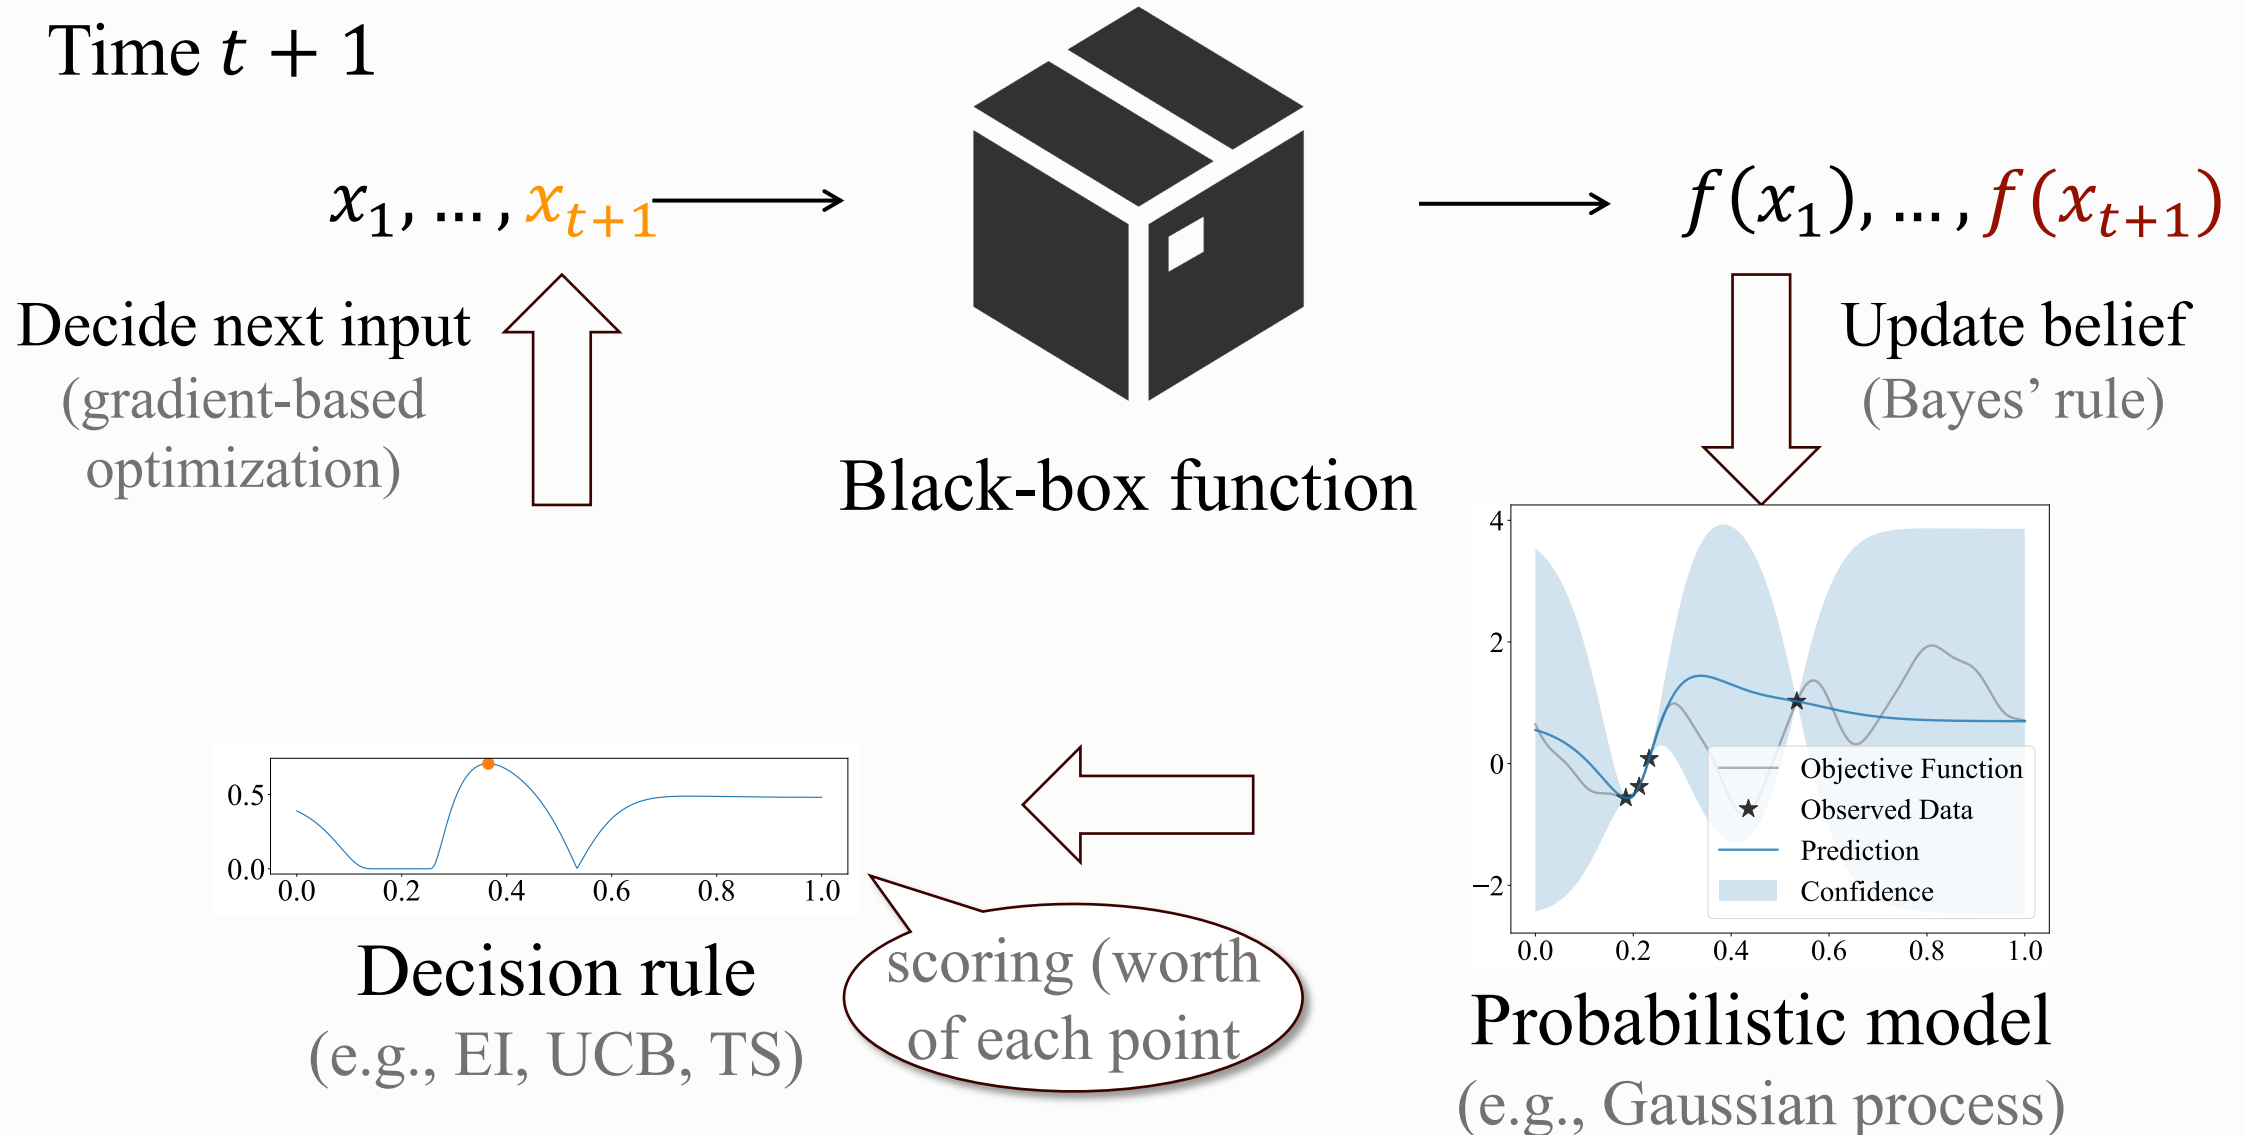 Time t + 1
x₁, … , xₜ₊₁
f(x₁), … , f(xₜ₊₁)
Decide next input
(gradient-based
optimization)
Black-box function
Update belief
(Bayes’ rule)
4
2
0
−2
Objective Function
Observed Data
Prediction
Confidence
0.0 0.2 0.4 0.6 0.8 1.0
Probabilistic model
(e.g., Gaussian process)
0.5
0.0
0.0 0.2 0.4 0.6 0.8 1.0
Decision rule
(e.g., EI, UCB, TS)
scoring (worth
of each point